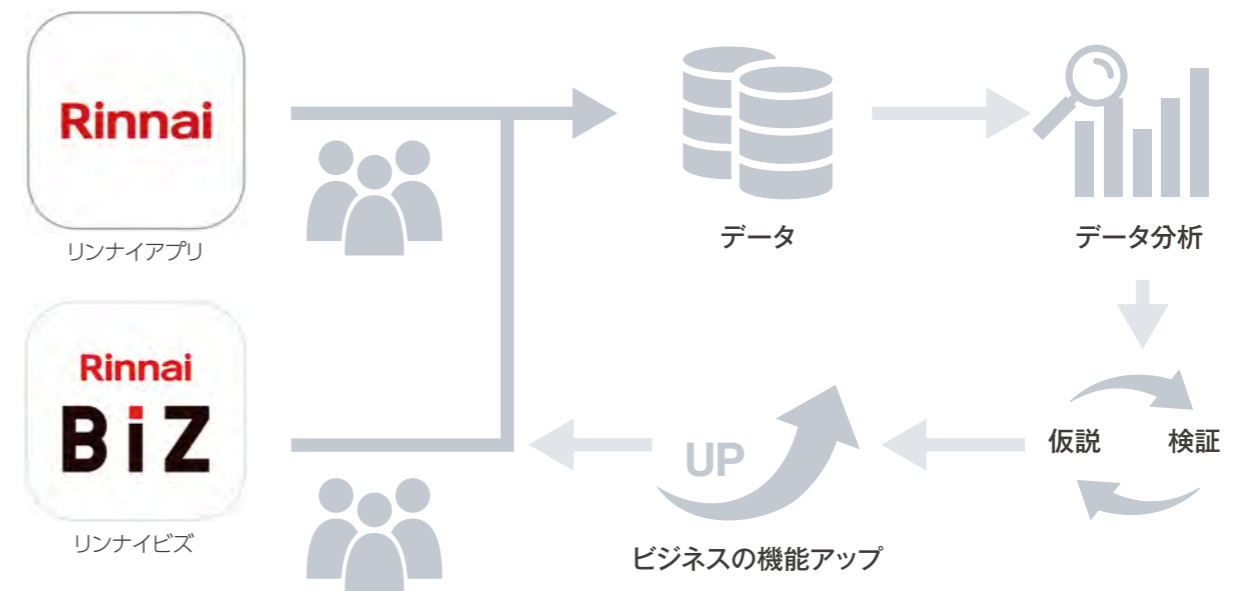 Rinnai
リンナイアプリ
データ
データ分析
Rinnai
BiZ
リンナイビズ
仮説
検証
UP
ビジネスの機能アップ